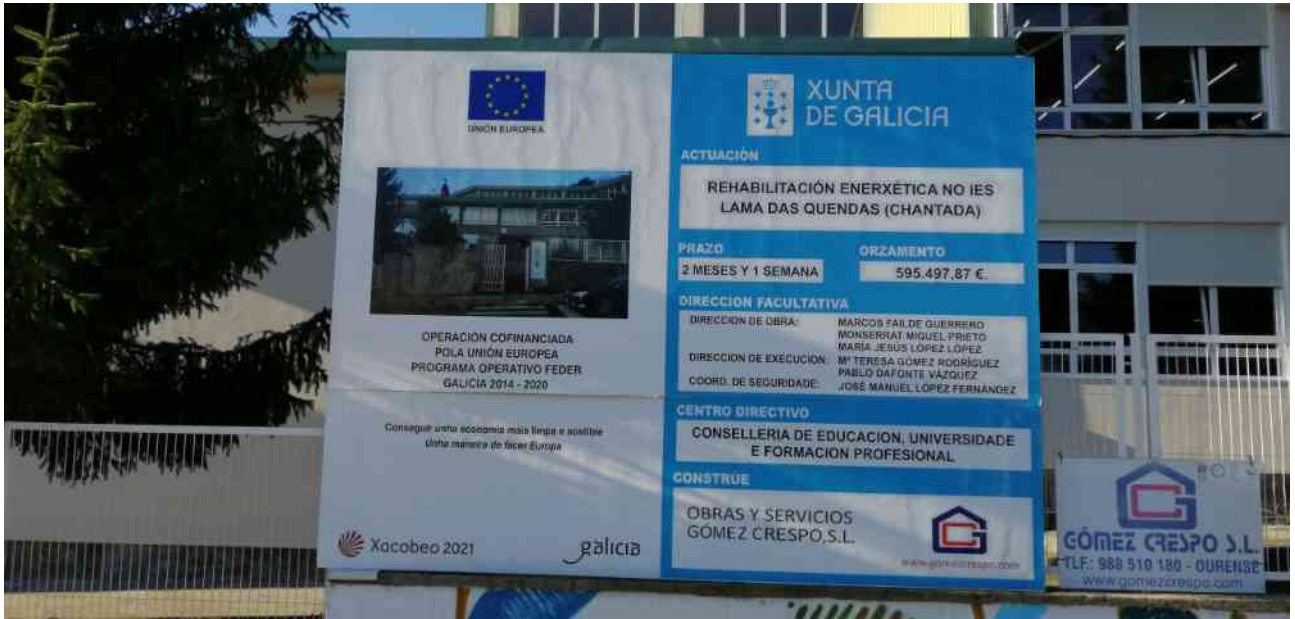 UNIÓN EUROPEA
OPERACIÓN COFINANCIADA
POLA UNIÓN EUROPEA
PROGRAMA OPERATIVO FEDER
GALICIA 2014 - 2020
Conseguir unha economía mais limpa e sostible
Unha maneira de facer Europa
Xacobeo 2021
galicia
XUNTA
DE GALICIA
ACTUACIÓN
REHABILITACIÓN ENERXÉTICA NO IES
LAMA DAS QUENDAS (CHANTADA)
PRAZO
2 MESES Y 1 SEMANA
ORZAMENTO
595.497,87 €.
DIRECCION FACULTATIVA
DIRECCION DE OBRA: MARCOS FAILDE GUERRERO
MONSERRAT MIGUEL PRIETO
MARÍA JESÚS LÓPEZ LÓPEZ
DIRECCION DE EXECUCION: Mª TERESA GÓMEZ RODRÍGUEZ
PABLO DAFONTE VÁZQUEZ
COORD. DE SEGURIDADE: JOSÉ MANUEL LÓPEZ FERNÁNDEZ
CENTRO DIRECTIVO
CONSELLERIA DE EDUCACION, UNIVERSIDADE
E FORMACION PROFESIONAL
CONSTRÚE
OBRAS Y SERVICIOS
GÓMEZ CRESPO,S.L.
www.gomezcrespo.com
GÓMEZ CRESPO S.L.
TLF: 988 510 180 - OURENSE
www.gomezcrespo.com